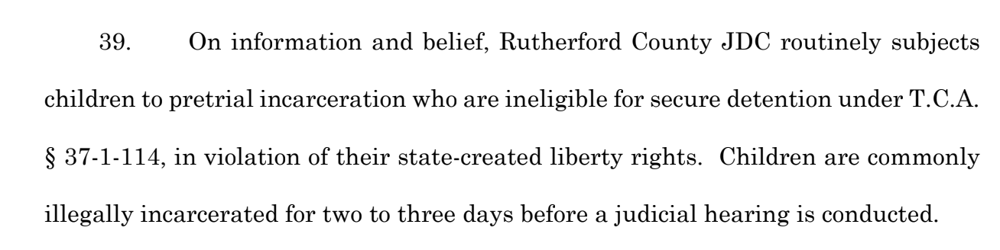 39. On information and belief, Rutherford County JDC routinely subjects
children to pretrial incarceration who are ineligible for secure detention under T.C.A.
§ 37-1-114, in violation of their state-created liberty rights. Children are commonly
illegally incarcerated for two to three days before a judicial hearing is conducted.